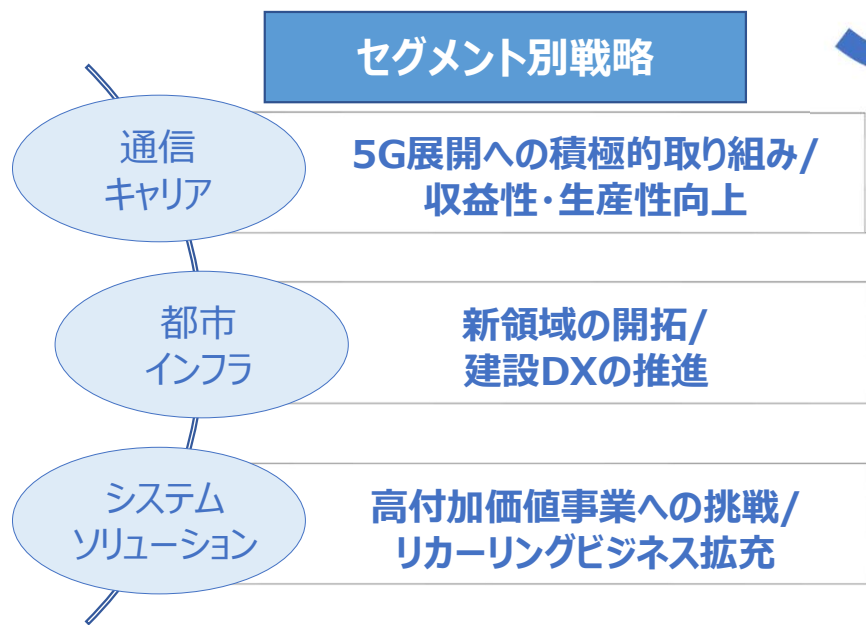 セグメント別戦略
通信
キャリア
5G展開への積極的取り組み/
収益性・生産性向上
都市
インフラ
新領域の開拓/
建設DXの推進
システム
ソリューション
高付加価値事業への挑戦/
リカーリングビジネス拡充